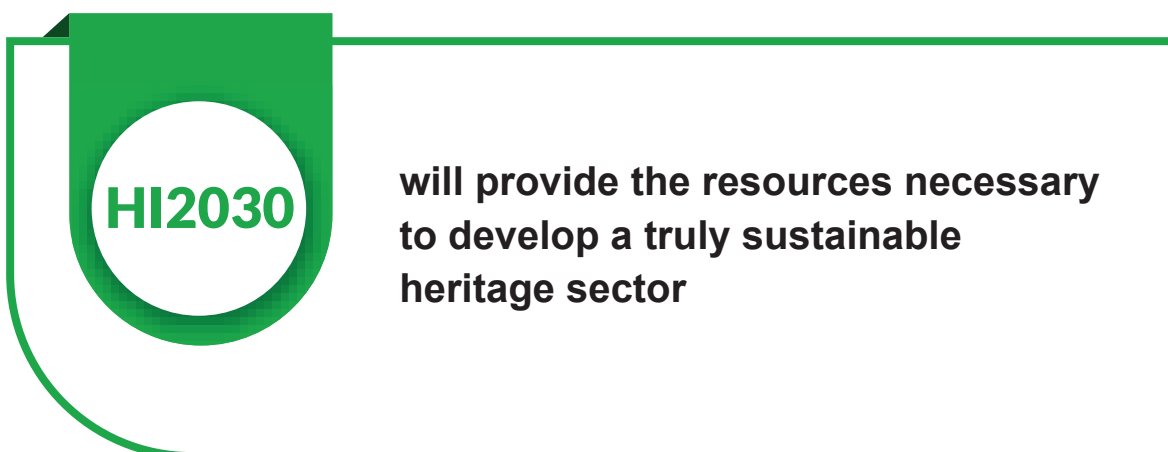 HI2030
will provide the resources necessary
to develop a truly sustainable
heritage sector